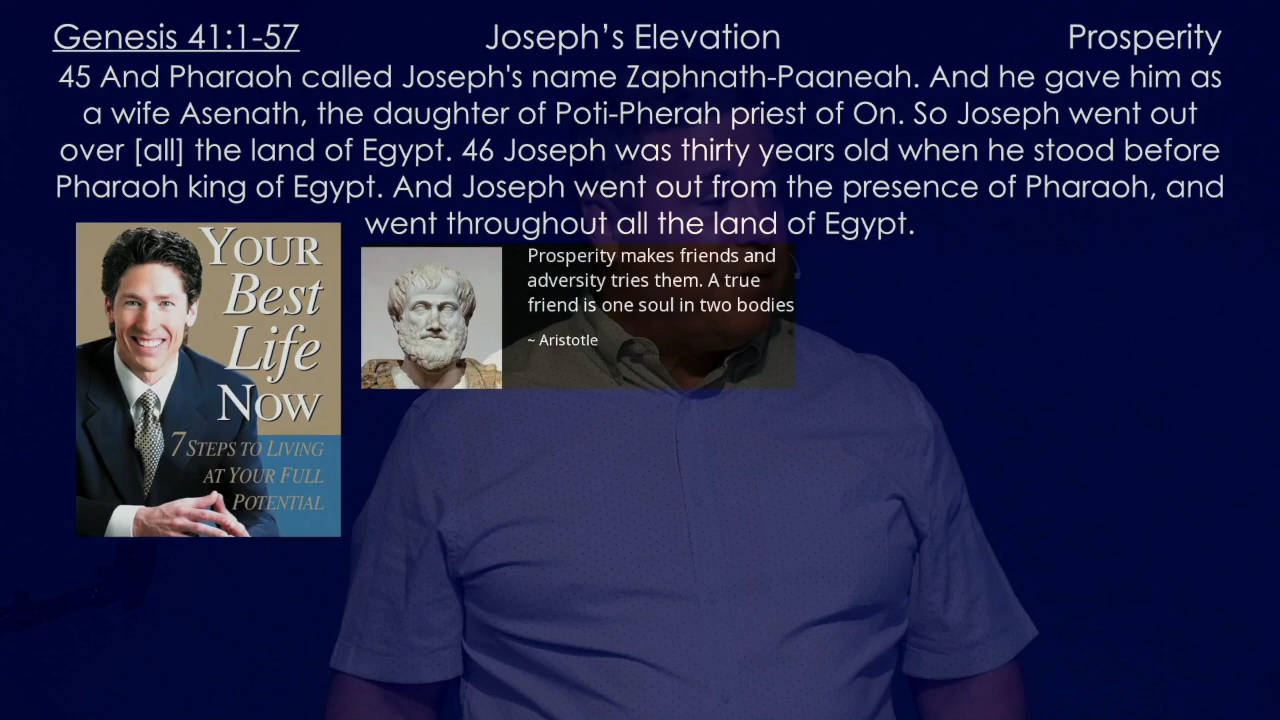 Genesis 41:1-57 Joseph’s Elevation Prosperity
45 And Pharaoh called Joseph's name Zaphnath-Paaneah. And he gave him as
a wife Asenath, the daughter of Poti-Pherah priest of On. So Joseph went out
over [all] the land of Egypt. 46 Joseph was thirty years old when he stood before
Pharaoh king of Egypt. And Joseph went out from the presence of Pharaoh, and
went throughout all the land of Egypt.
YOUR
Best
Life
NOW
7 STEPS TO LIVING
AT YOUR FULL
POTENTIAL
Prosperity makes friends and
adversity tries them. A true
friend is one soul in two bodies
~ Aristotle